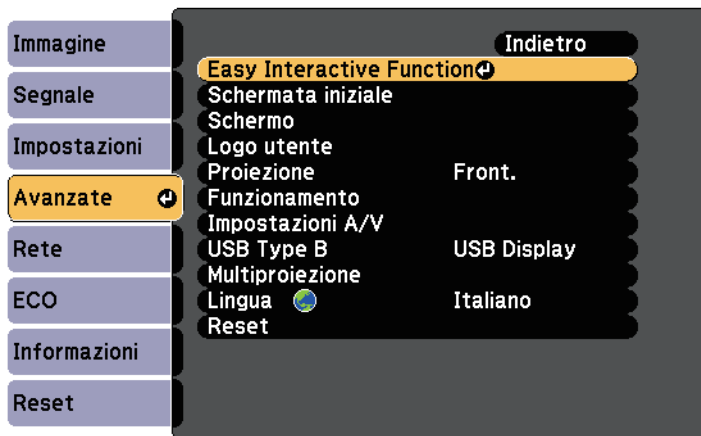 Immagine
Segnale
Impostazioni
Avanzate
Rete
ECO
Informazioni
Reset
Indietro
Easy Interactive Function
Schermata iniziale
Schermo
Logo utente
Proiezione Front.
Funzionamento
Impostazioni A/V
USB Type B USB Display
Multiproiezione
Lingua Italiano
Reset